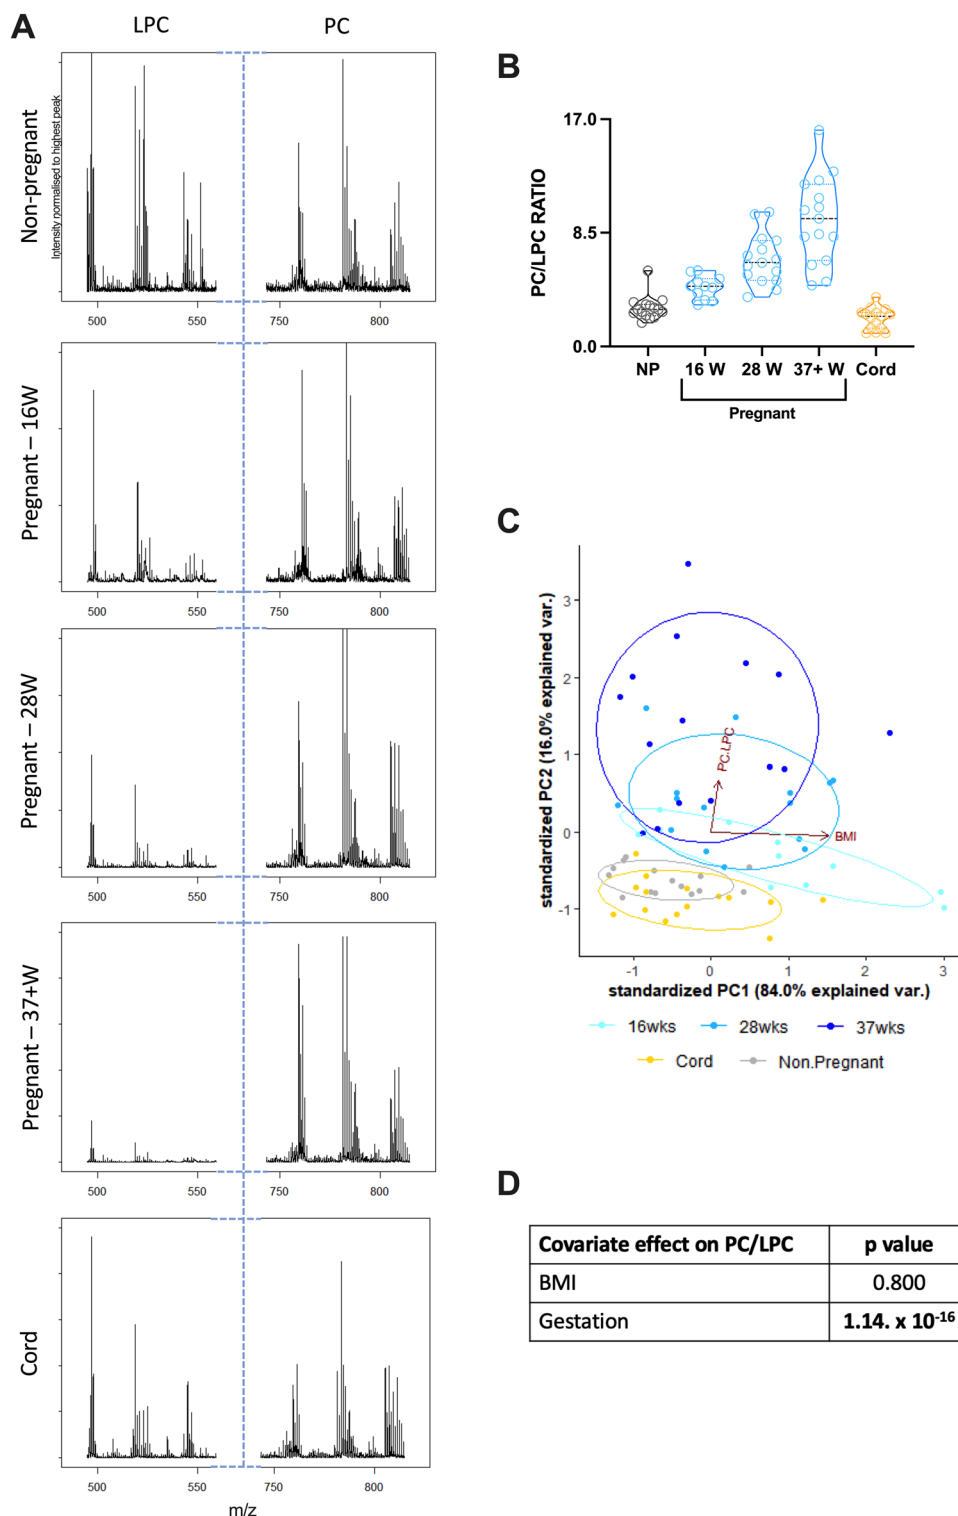 A
LPC
PC
Non-pregnant
Intensity normalised to highest peak
500
550
750
800
Pregnant – 16W
500
550
750
800
Pregnant – 28W
500
550
750
800
Pregnant – 37+W
500
550
750
800
Cord
500
550
750
800
m/z
B
PC/LPC RATIO
17.0
8.5
0.0
NP
16 W
28 W
37+ W
Cord
Pregnant
C
standardized PC2 (16.0% explained var.)
3
2
1
0
-1
PC.LPC
BMI
-1
0
1
2
3
standardized PC1 (84.0% explained var.)
16wks
28wks
37wks
Cord
Non.Pregnant
D
Covariate effect on PC/LPC
p value
BMI
0.800
Gestation
1.14. x 10⁻¹⁶